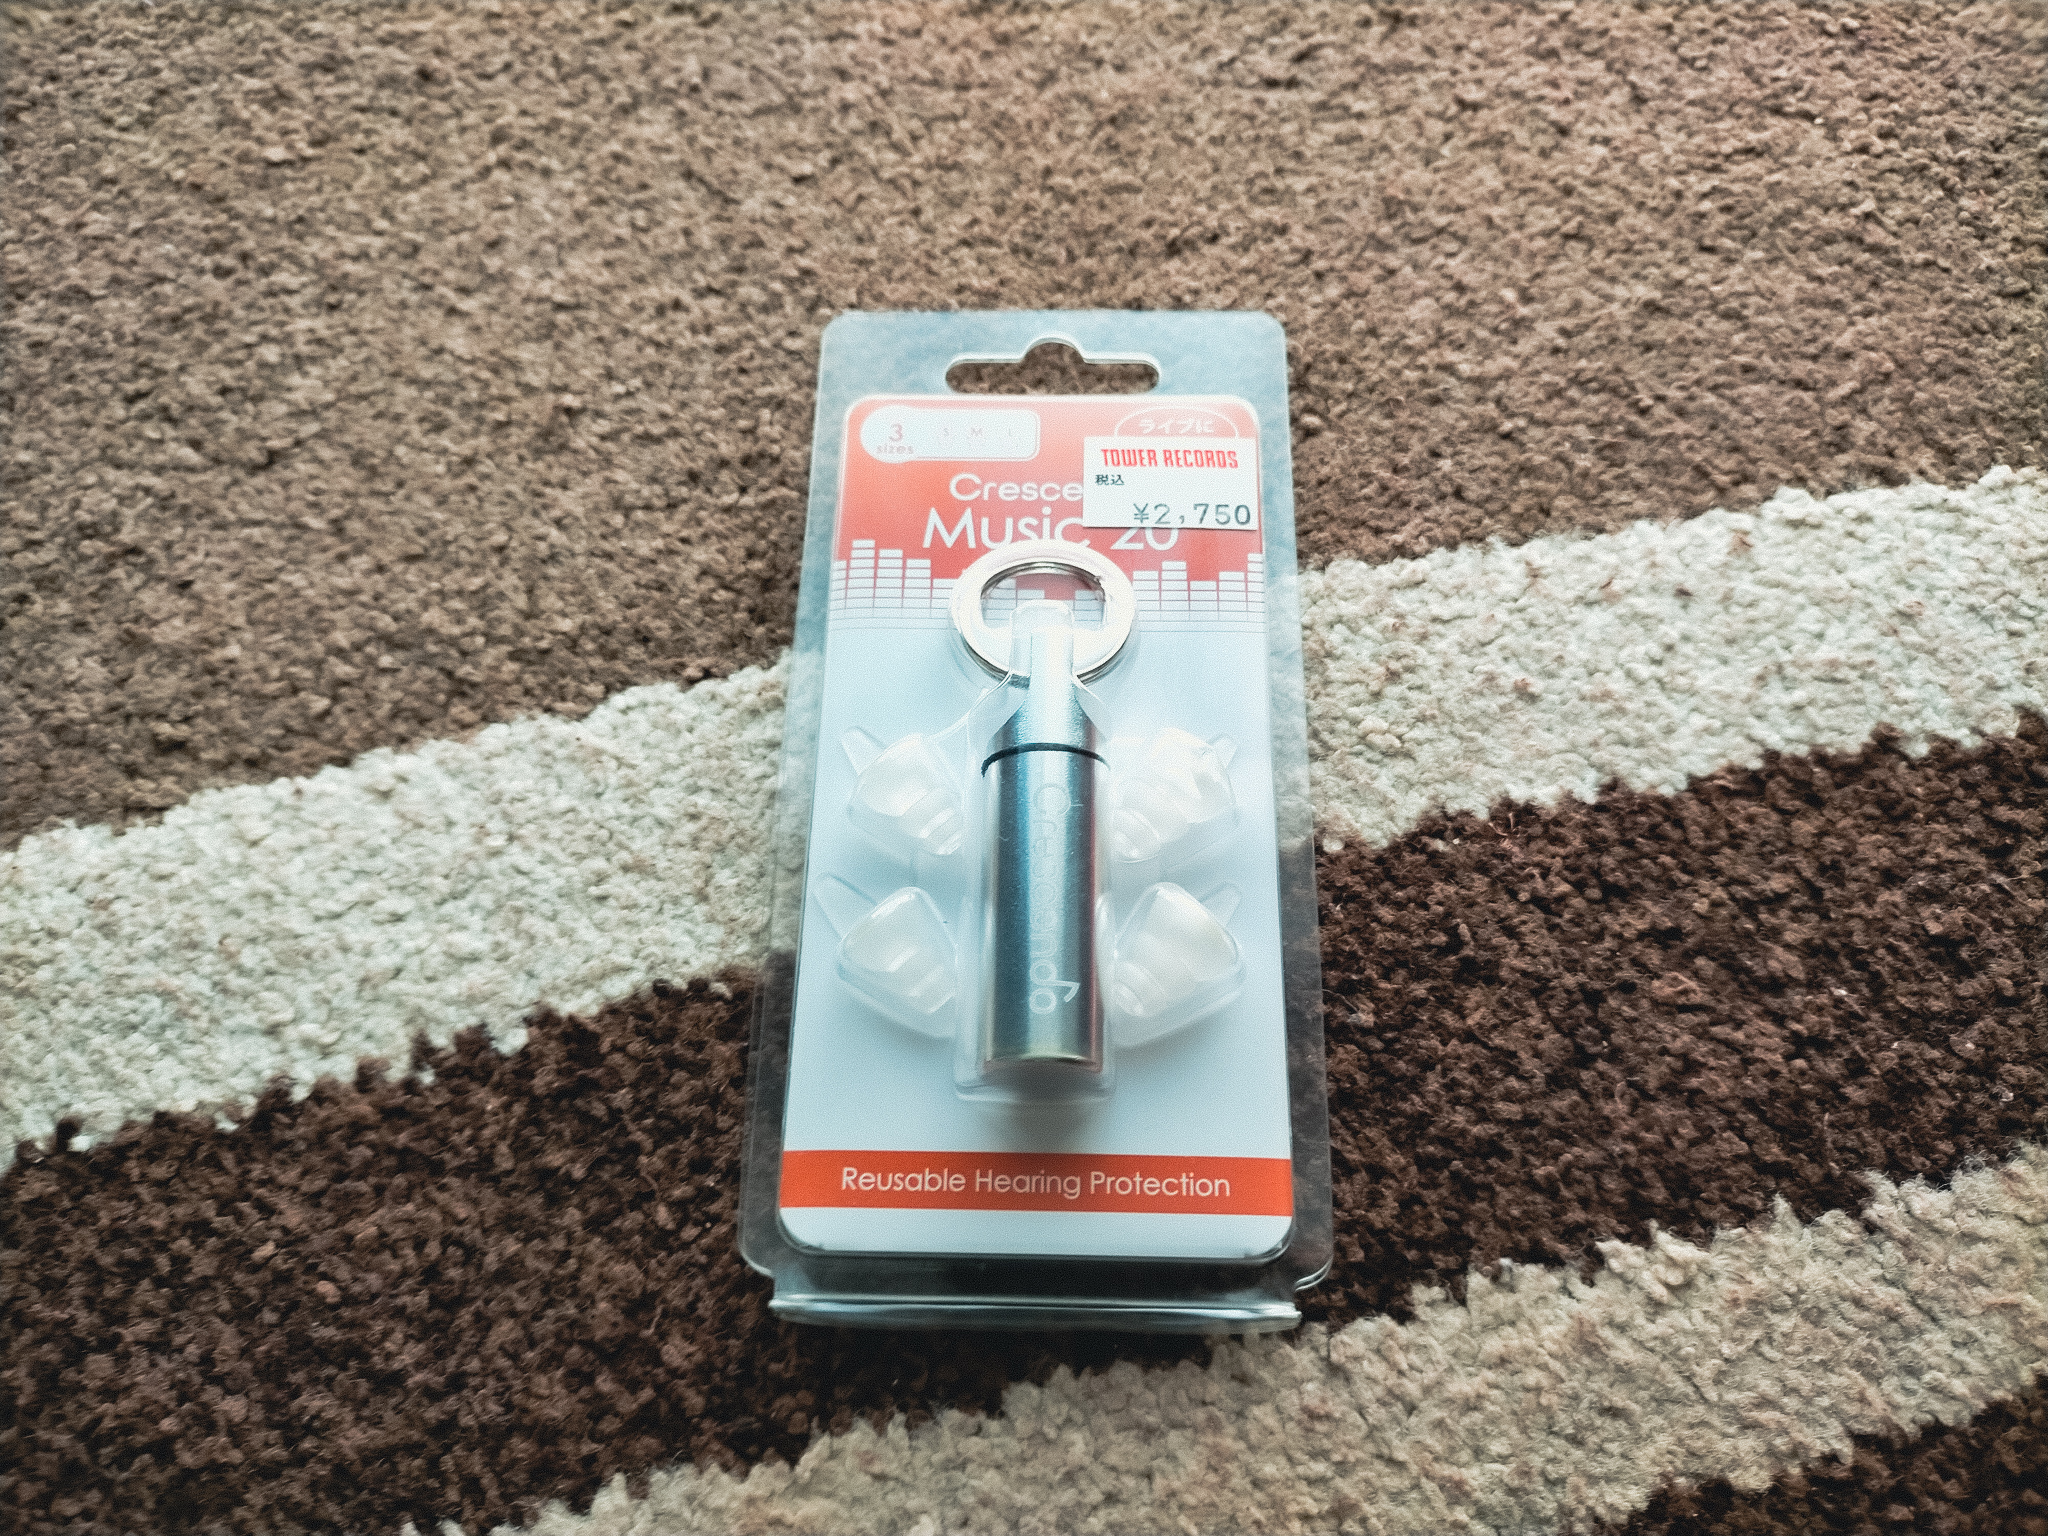 3
sizes
S M L
ライブに
TOWER RECORDS
税込
¥2,750
Cresce
Music 20
Crescendo
Reusable Hearing Protection